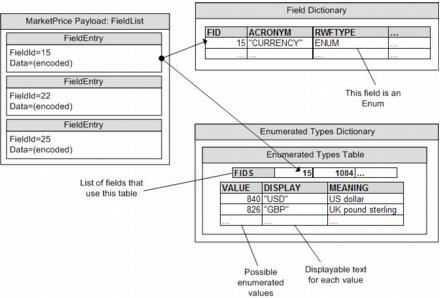 MarketPrice Payload: FieldList
FieldEntry
FieldId=15
Data=(encoded)
FieldEntry
FieldId=22
Data=(encoded)
FieldEntry
FieldId=25
Data=(encoded)
Field Dictionary
FID ACRONYM RWFTYPE ...
15 "CURRENCY" ENUM ...
... ... ... ...
This field is an
Enum
Enumerated Types Dictionary
Enumerated Types Table
List of fields that
use this table
FIDS 15 1084 ...
VALUE DISPLAY MEANING
840 "USD" US dollar
826 "GBP" UK pound sterling
... ... ...
Possible
enumerated
values
Displayable text
for each value